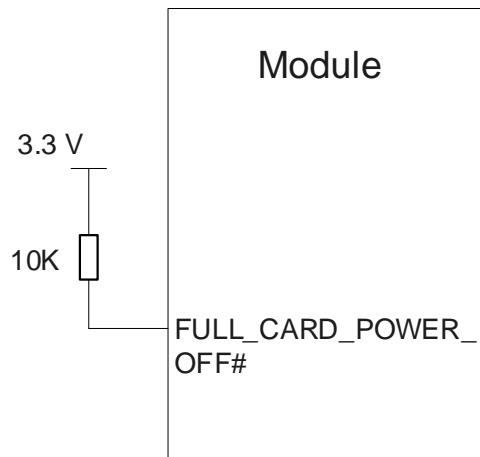 Module
3.3 V
10K
FULL_CARD_POWER_
OFF#